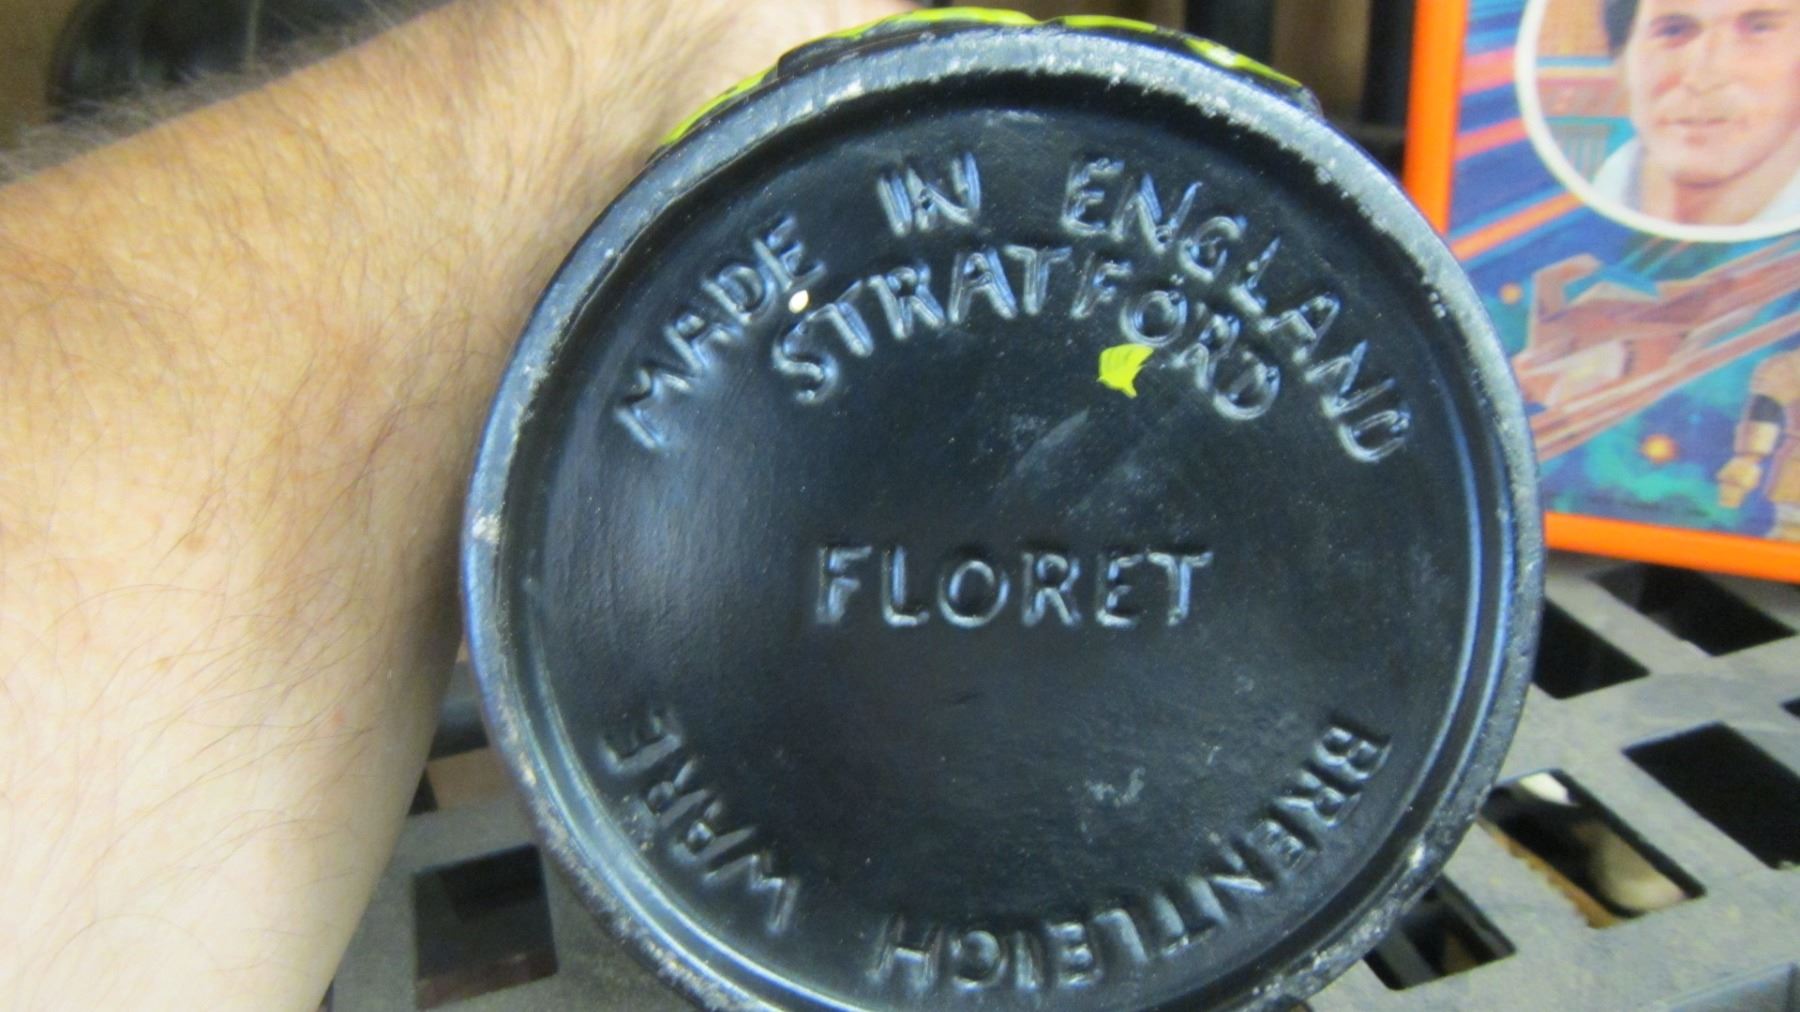 MADE IN ENGLAND
STRATFORD
FLORET
BRENTLEIGH WARE